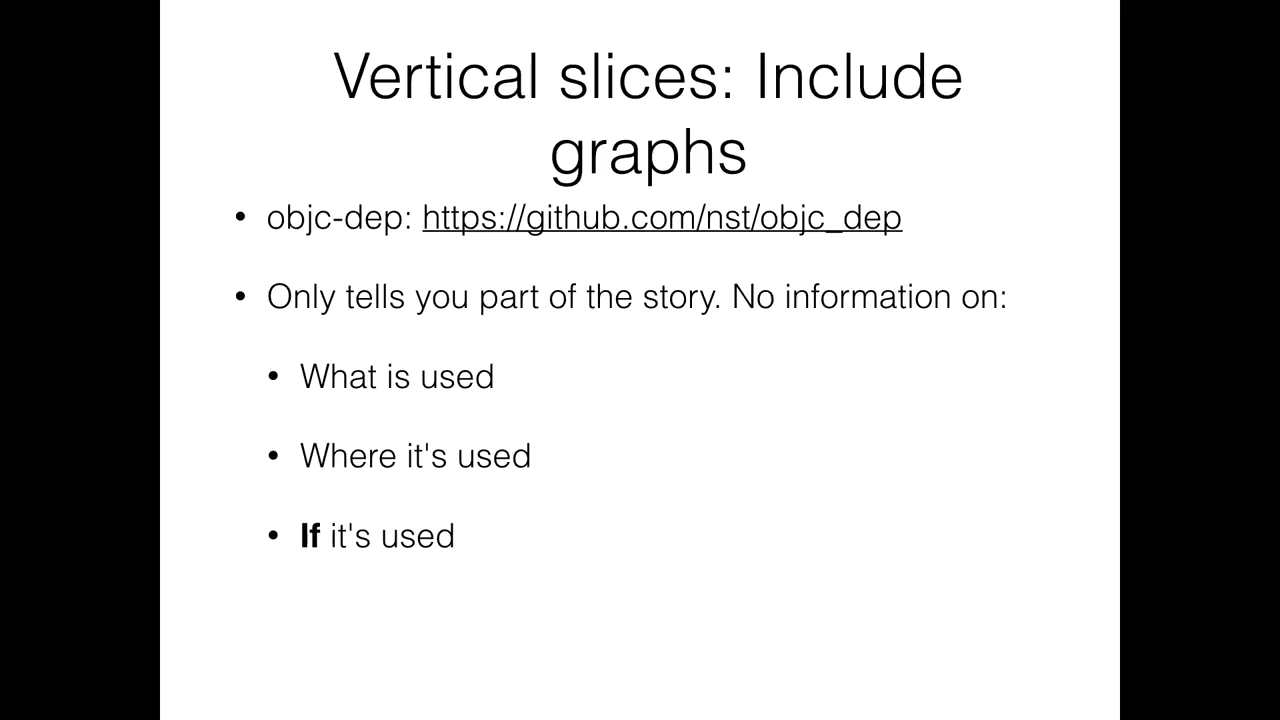 Vertical slices: Include
graphs
• objc-dep: https://github.com/nst/objc_dep
• Only tells you part of the story. No information on:
• What is used
• Where it's used
• If it's used